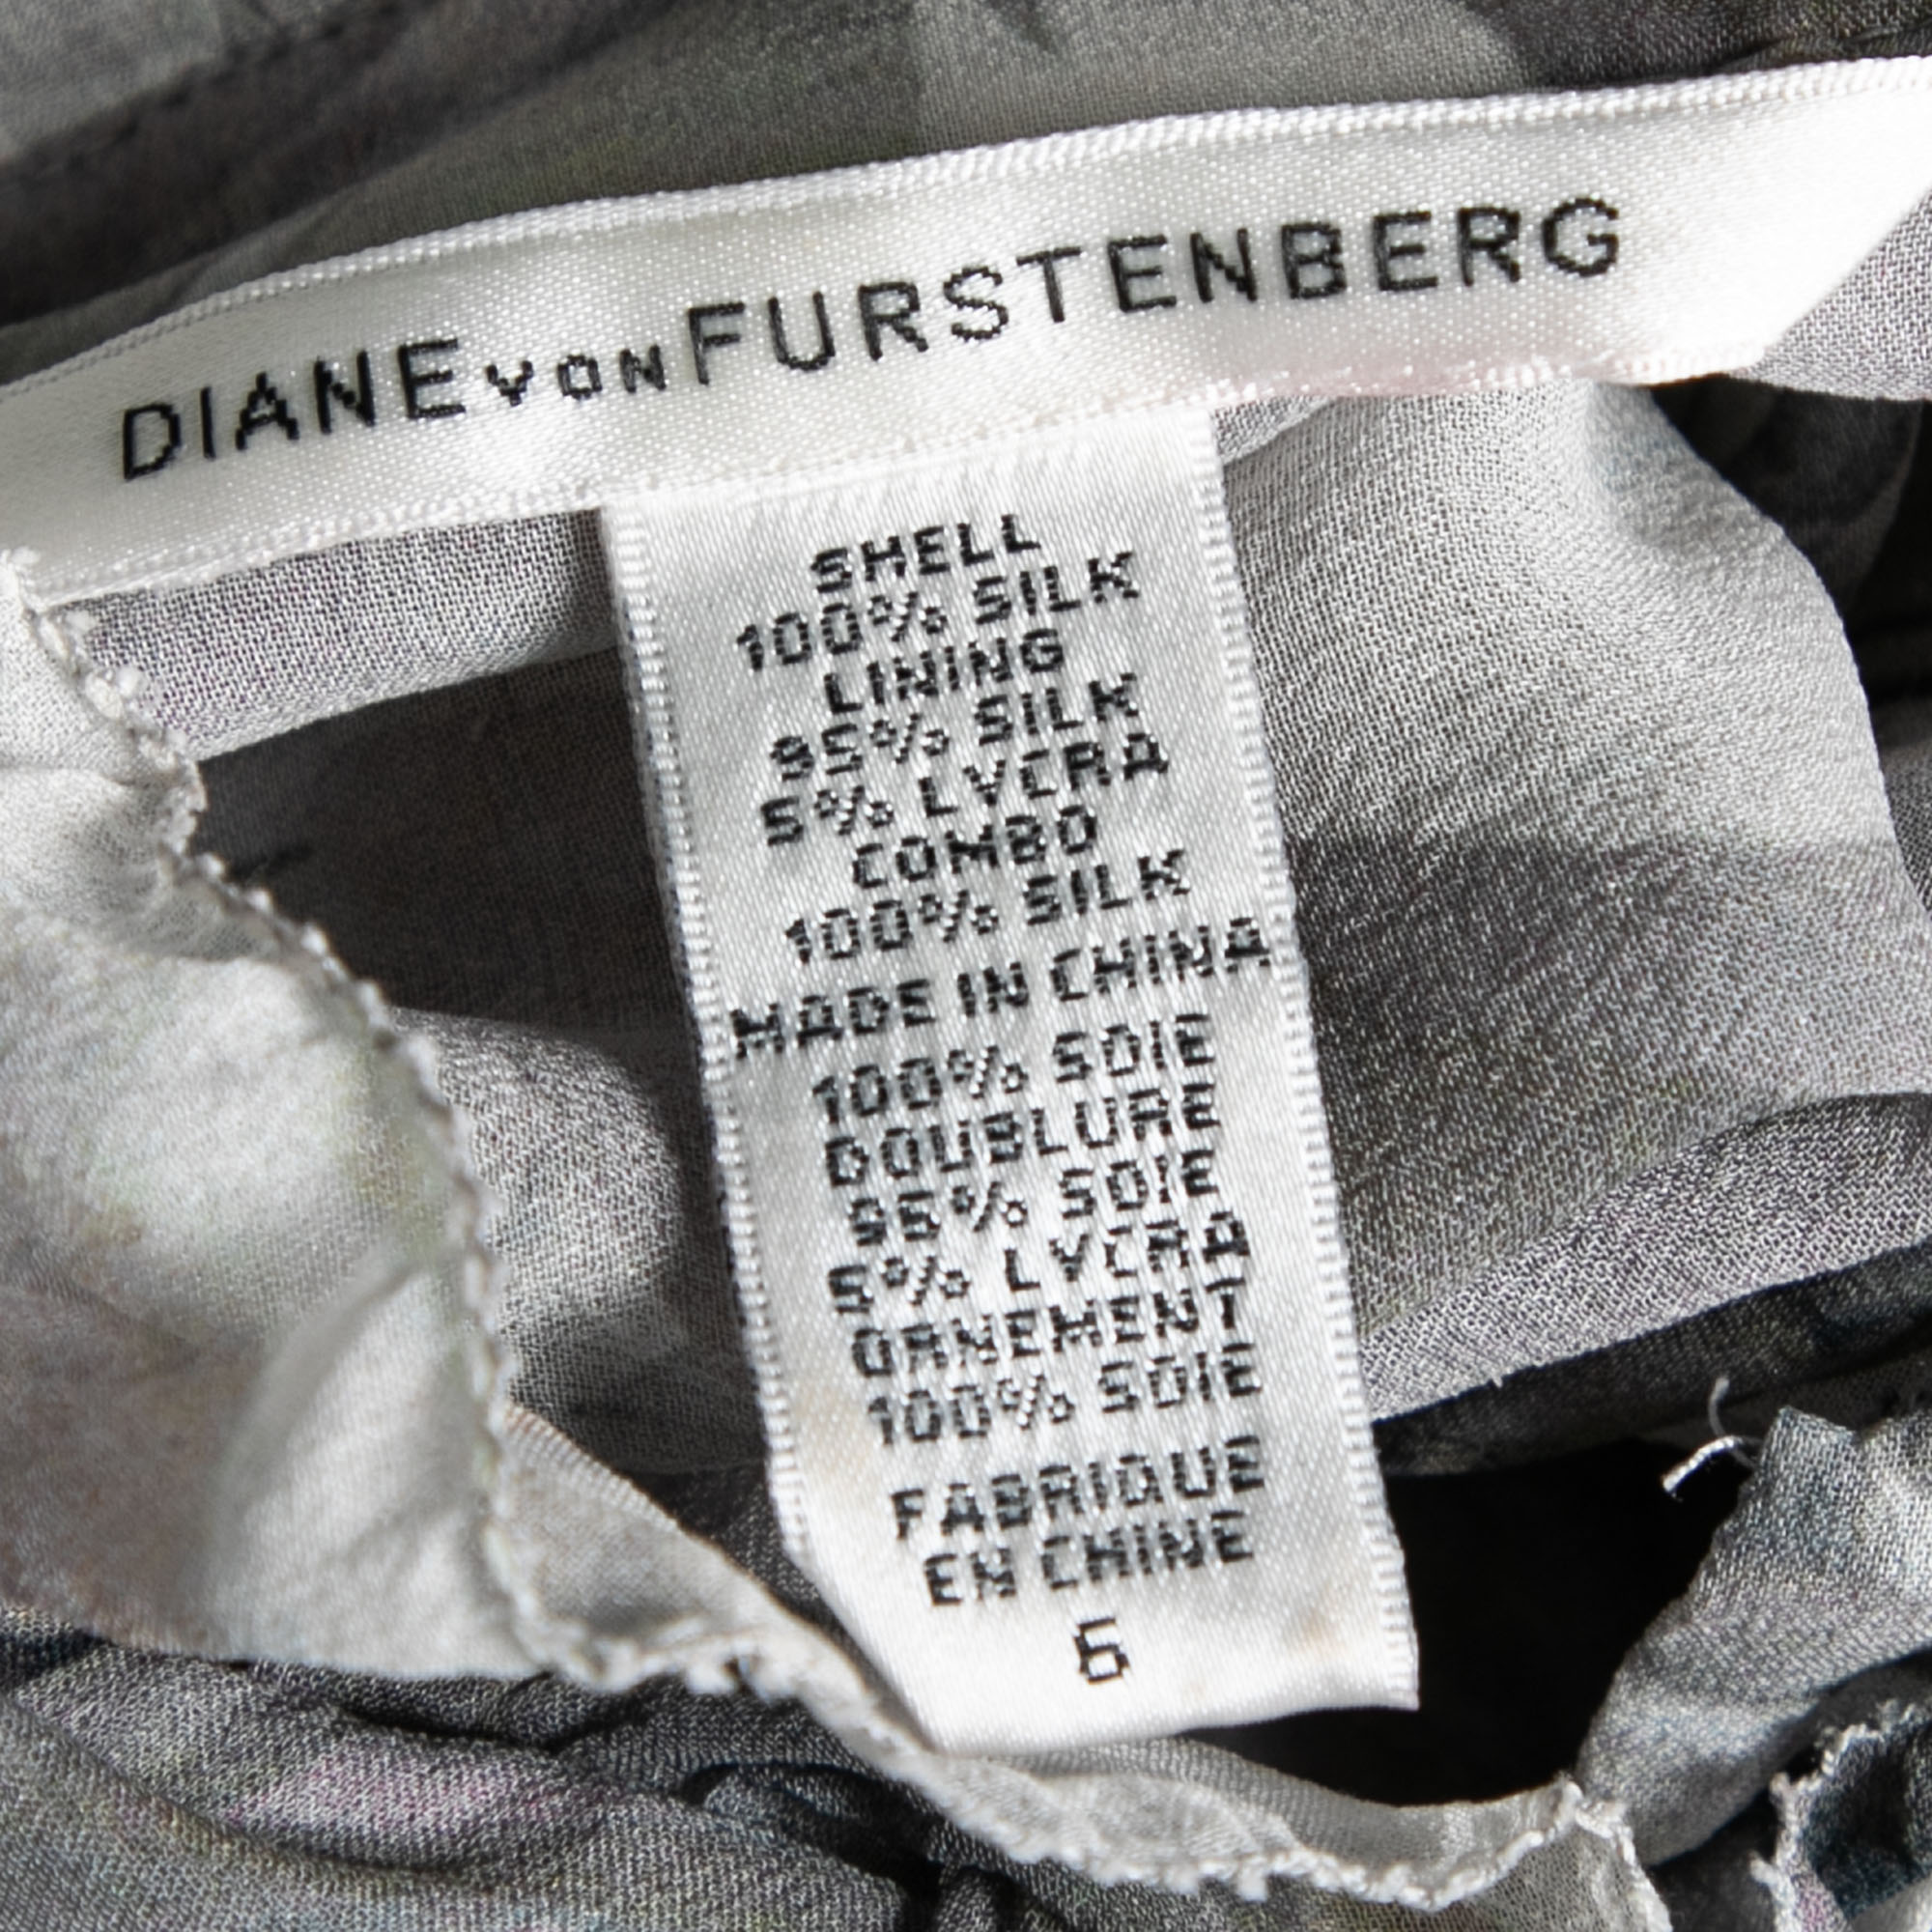 DIANE VON FURSTENBERG
SHELL
100% SILK
LINING
95% SILK
5% LYCRA
COMBO
100% SILK
MADE IN CHINA
100% SOIE
DOUBLURE
95% SOIE
5% LYCRA
ORNEMENT
100% SOIE
FABRIQUE
EN CHINE
6